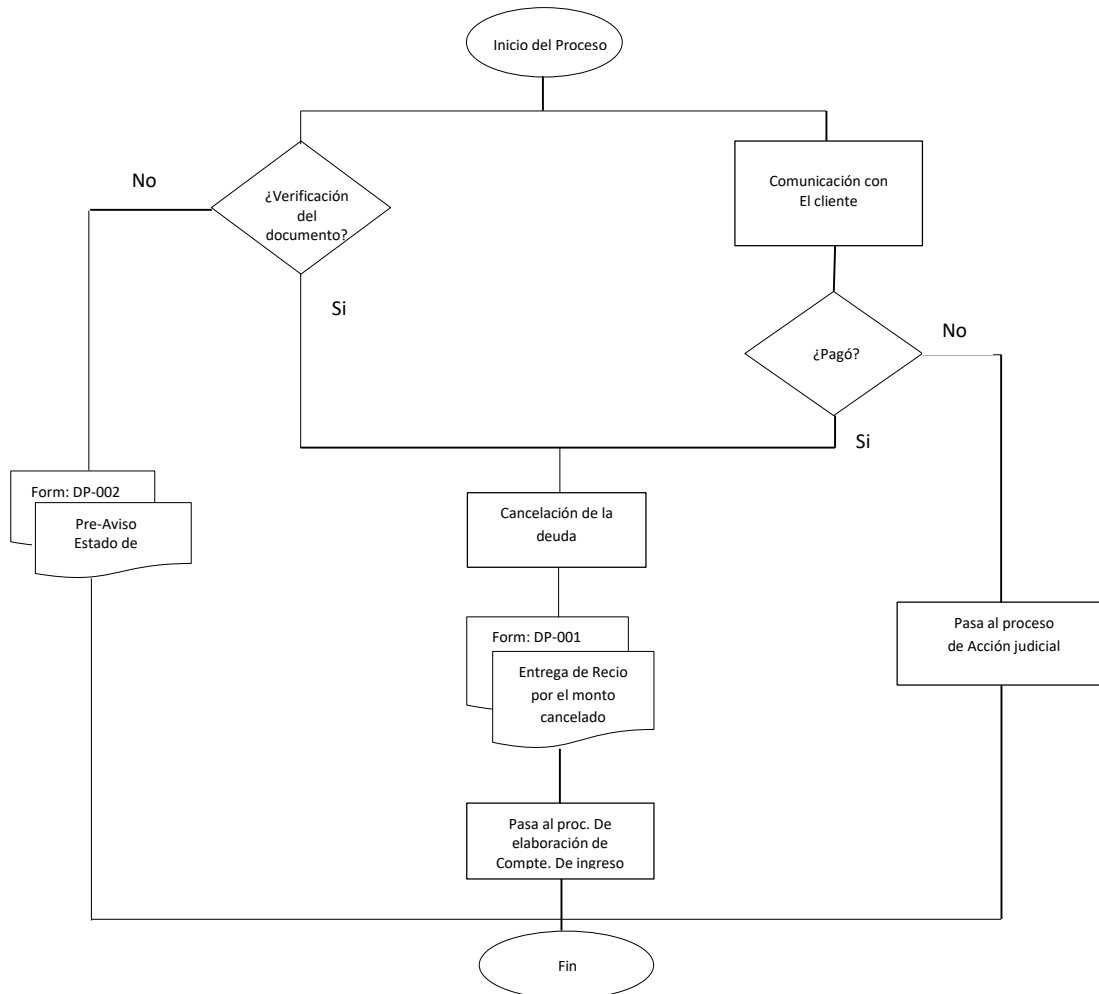 Inicio del Proceso
No
¿Verificación
del
documento?
Si
Comunicación con
El cliente
¿Pagó?
No
Si
Form: DP-002
Pre-Aviso
Estado de
Cancelación de la
deuda
Form: DP-001
Entrega de Recio
por el monto
cancelado
Pasa al proceso
de Acción judicial
Pasa al proc. De
elaboración de
Compte. De ingreso
Fin